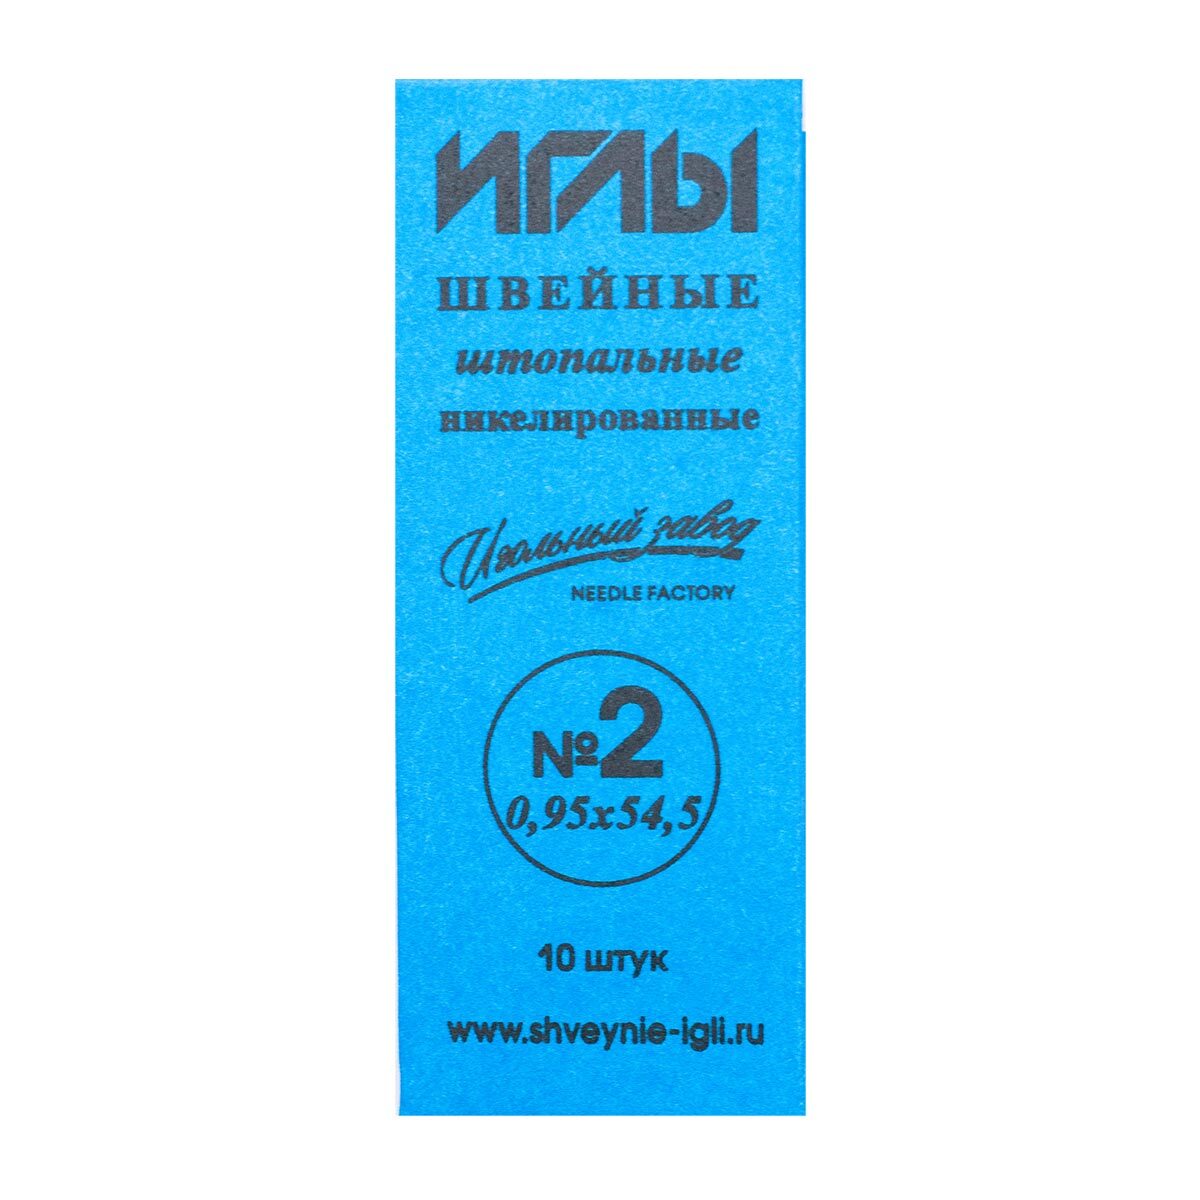 ИГЛЫ
ШВЕЙНЫЕ
штопальные
никелированные
Игольный завод
NEEDLE FACTORY
№2
0,95х54,5
10 штук
www.shveynie-igli.ru